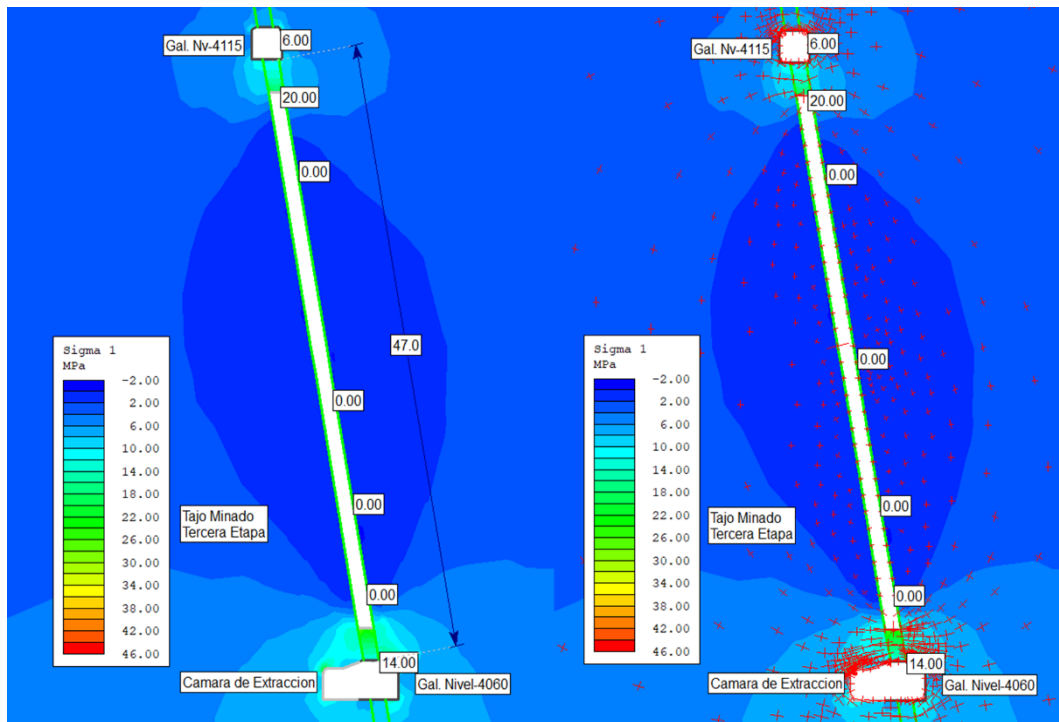 Gal. Nv-4115
6.00
20.00
0.00
47.0
0.00
0.00
0.00
14.00
Tajo Minado
Tercera Etapa
Camara de Extraccion
Gal. Nivel-4060
Sigma 1
MPa
-2.00
2.00
6.00
10.00
14.00
18.00
22.00
26.00
30.00
34.00
38.00
42.00
46.00
Gal. Nv-4115
6.00
20.00
0.00
0.00
0.00
0.00
14.00
Tajo Minado
Tercera Etapa
Camara de Extraccion
Gal. Nivel-4060
Sigma 1
MPa
-2.00
2.00
6.00
10.00
14.00
18.00
22.00
26.00
30.00
34.00
38.00
42.00
46.00